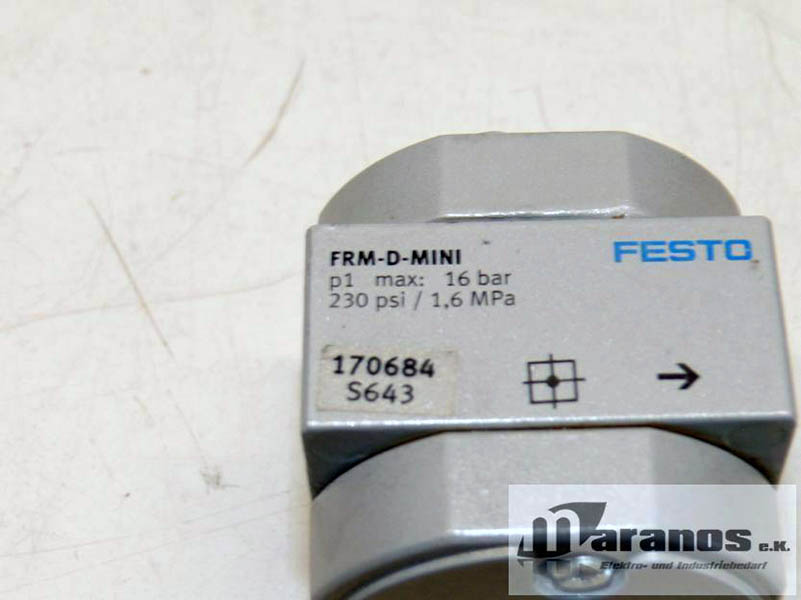 FRM-D-MINI
FESTO
p1 max: 16 bar
230 psi / 1,6 MPa
170684
S643
maranos e.K.
Elektro- und Industriebedarf